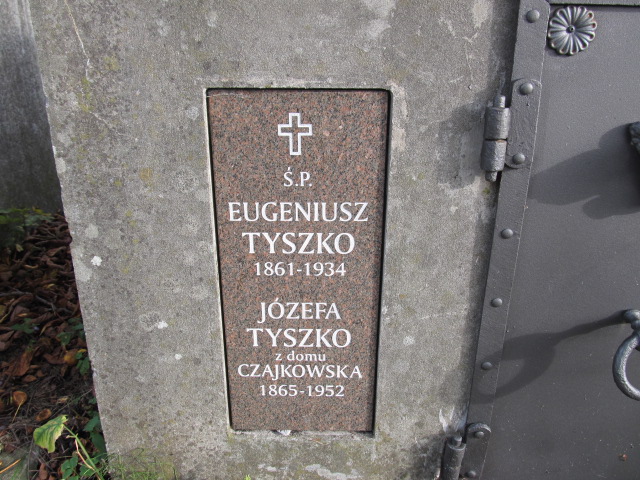 Ś.P.
EUGENIUSZ
TYSZKO
1861-1934
JÓZEFA
TYSZKO
z domu
CZAJKOWSKA
1865-1952